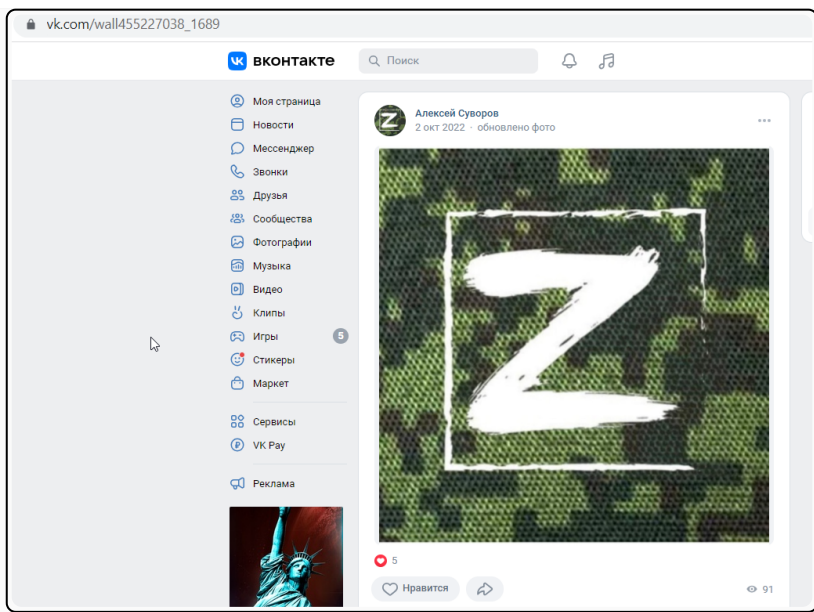 vk.com/wall455227038_1689
вконтакте
Поиск
Моя страница
Новости
Мессенджер
Звонки
Друзья
Сообщества
Фотографии
Музыка
Видео
Клипы
Игры 5
Стикеры
Маркет
Сервисы
VK Pay
Реклама
Алексей Суворов
2 окт 2022 · обновлено фото
Z
5
Нравится
91